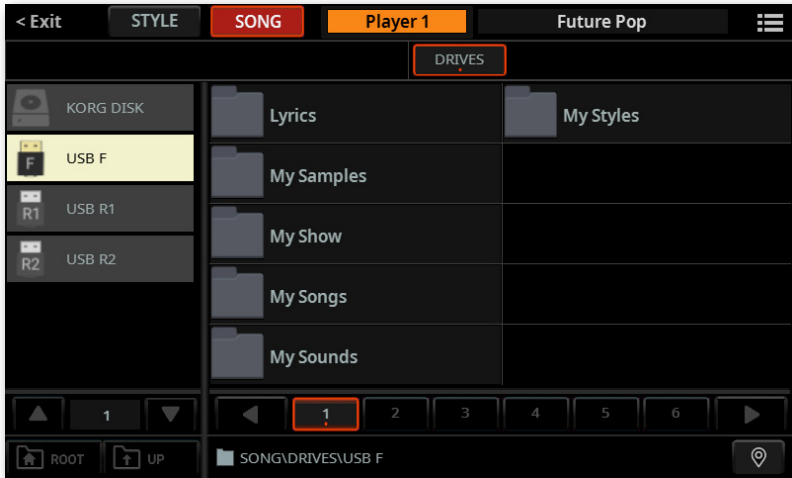 < Exit STYLE SONG Player 1 Future Pop
DRIVES
KORG DISK
F USB F
R1 USB R1
R2 USB R2
Lyrics My Styles
My Samples
My Show
My Songs
My Sounds
1 1 2 3 4 5 6
ROOT UP SONG\DRIVES\USB F